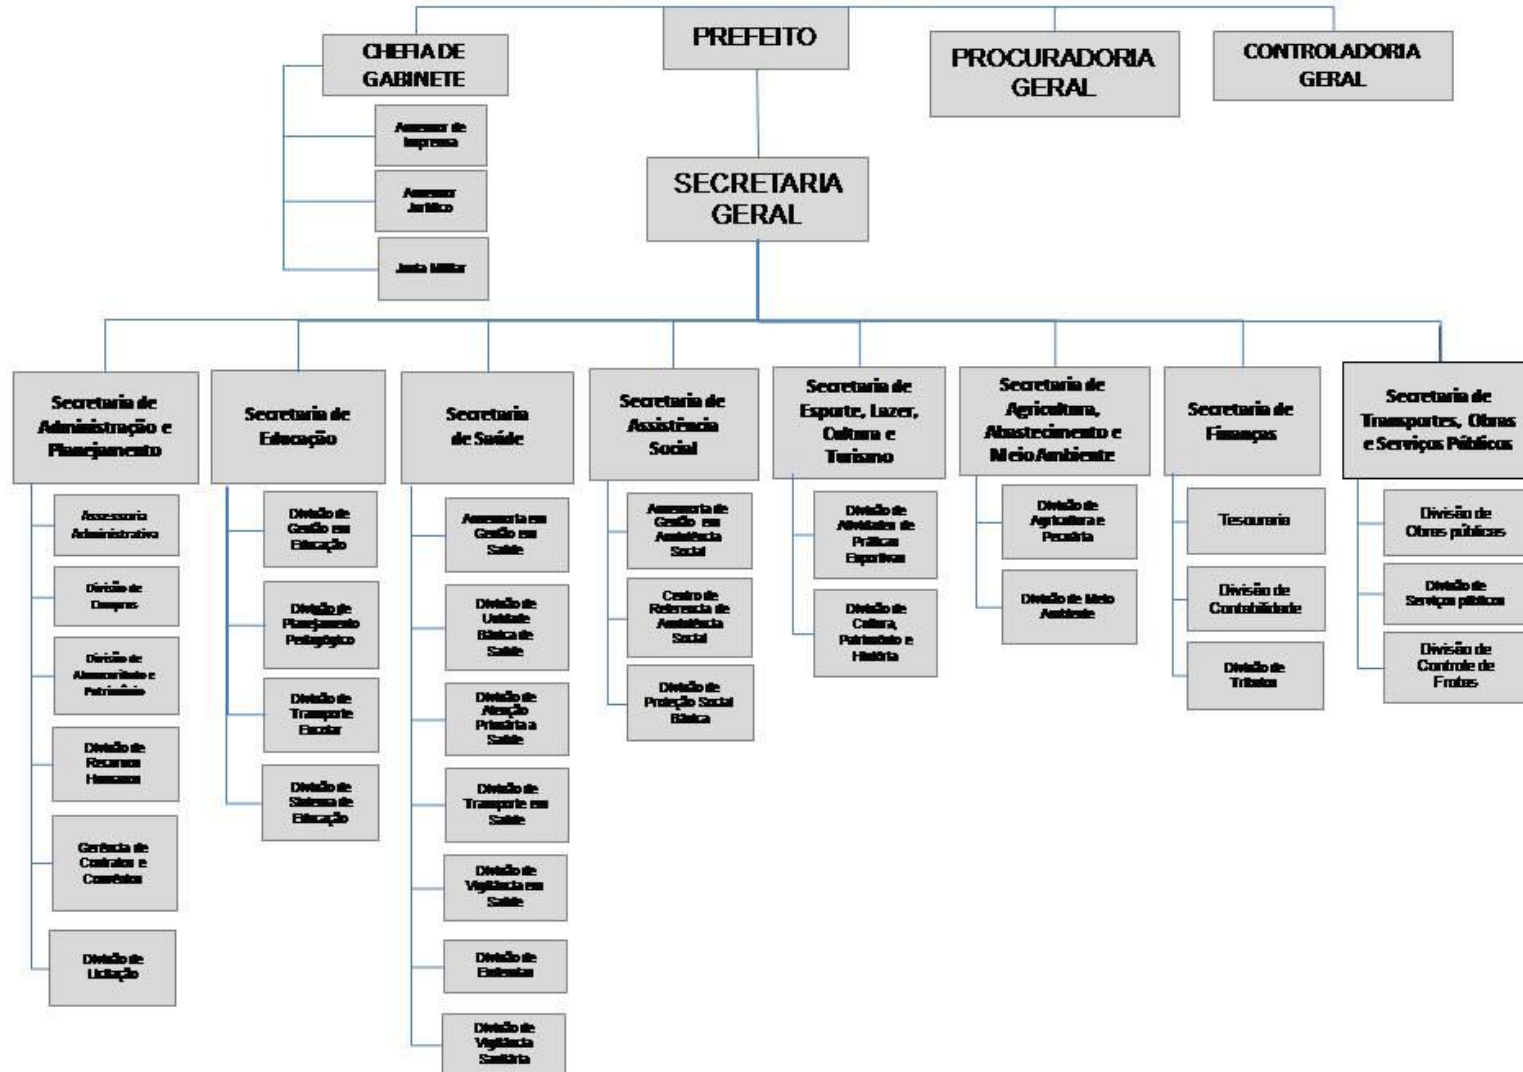 PREFEITO
CHEFIA DE
GABINETE
PROCURADORIA
GERAL
CONTROLADORIA
GERAL
Assessor de
Imprensa
Assessor
Jurídico
Junta Militar
SECRETARIA
GERAL
Secretaria de
Administração e
Planejamento
Assessoria
Administrativa
Divisão de
Compras
Divisão de
Almoxarifado e
Patrimônio
Divisão de
Recursos
Humanos
Gerência de
Contratos e
Convênios
Divisão de
Licitação
Secretaria de
Educação
Divisão de
Gestão em
Educação
Divisão de
Planejamento
Pedagógico
Divisão de
Transporte
Escolar
Divisão de
Sistema de
Educação
Secretaria
de Saúde
Assessoria em
Gestão em
Saúde
Divisão de
Unidade
Básica de
Saúde
Divisão de
Atenção
Primária a
Saúde
Divisão de
Transporte em
Saúde
Divisão de
Vigilância em
Saúde
Divisão de
Endemias
Divisão de
Vigilância
Sanitária
Secretaria de
Assistência
Social
Assessoria de
Gestão em
Assistência
Social
Centro de
Referencia de
Assistência
Social
Divisão de
Proteção Social
Básica
Secretaria de
Esporte, Lazer,
Cultura e
Turismo
Divisão de
Atividades de
Práticas
Esportivas
Divisão de
Cultura,
Patrimônio e
História
Secretaria de
Agricultura,
Abastecimento e
Meio Ambiente
Divisão de
Agricultura e
Pecuária
Divisão de Meio
Ambiente
Secretaria de
Finanças
Tesouraria
Divisão de
Contabilidade
Divisão de
Tributos
Secretaria de
Transportes, Obras
e Serviços Públicos
Divisão de
Obras públicas
Divisão de
Serviços públicos
Divisão de
Controle de
Frotas